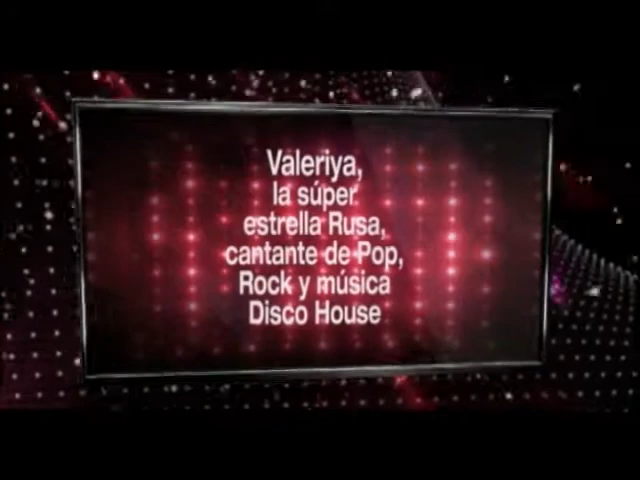 Valeriya,
la súper
estrella Rusa,
cantante de Pop,
Rock y música
Disco House